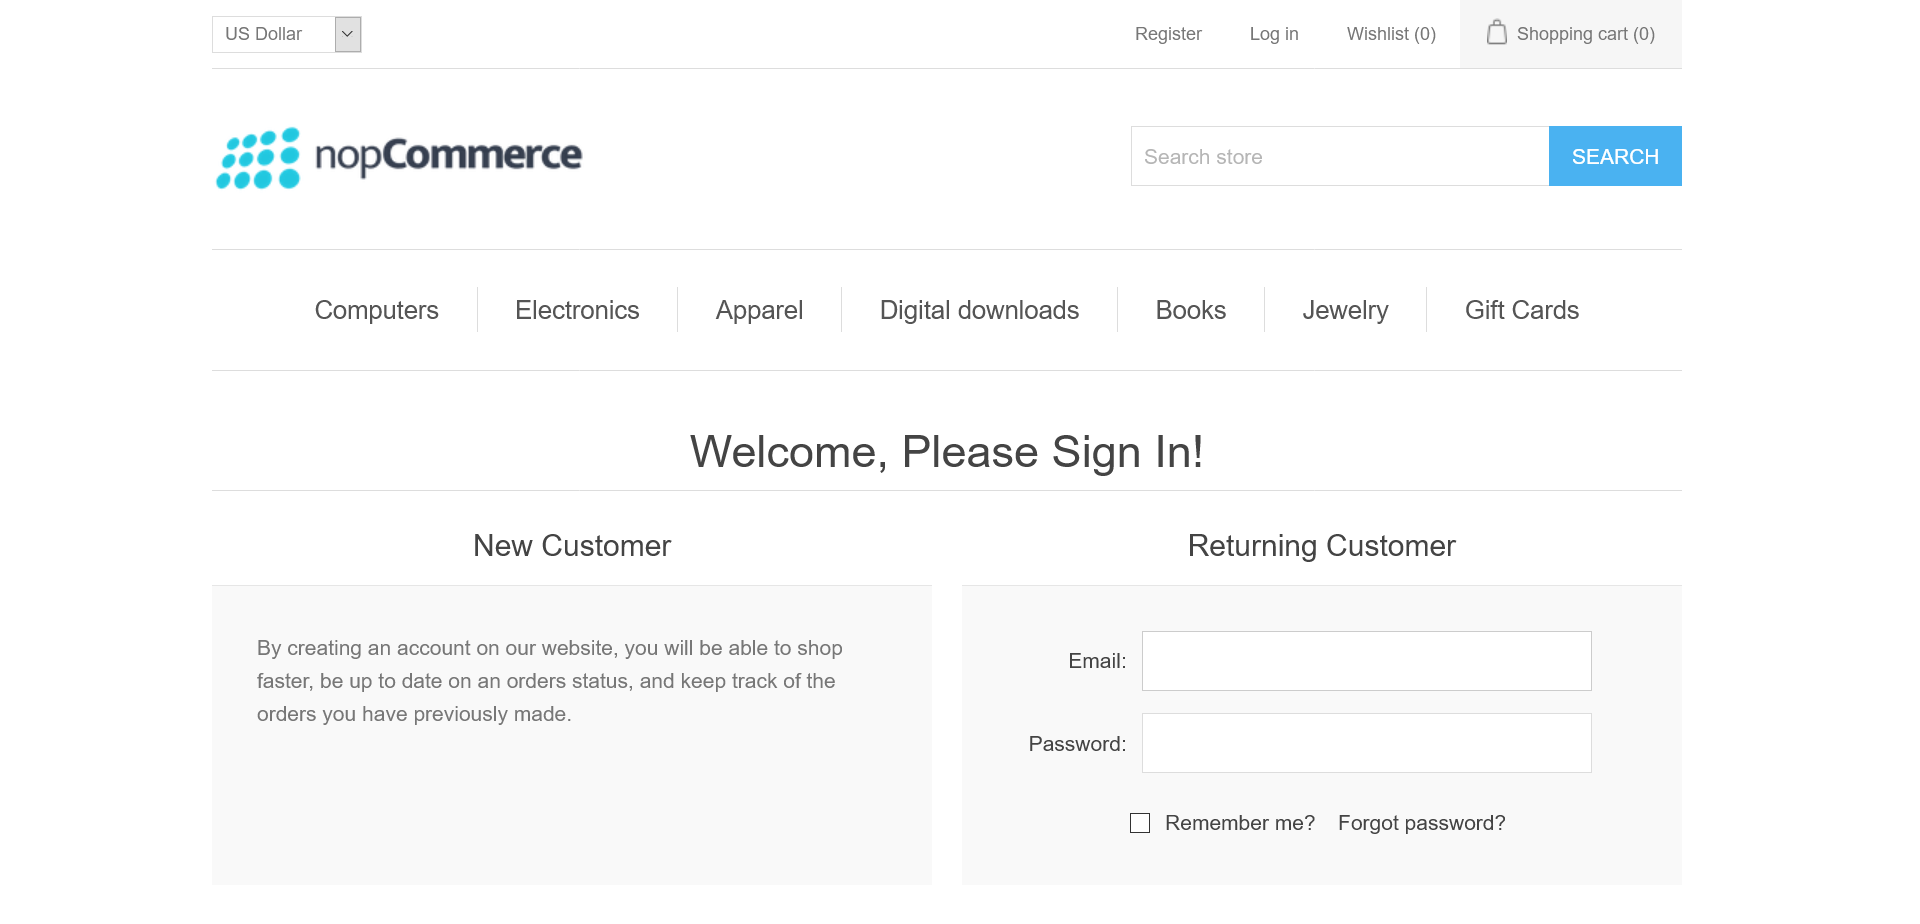 US Dollar
Register
Log in
Wishlist (0)
Shopping cart (0)
nopCommerce
Search store
SEARCH
Computers
Electronics
Apparel
Digital downloads
Books
Jewelry
Gift Cards
Welcome, Please Sign In!
New Customer
By creating an account on our website, you will be able to shop
faster, be up to date on an orders status, and keep track of the
orders you have previously made.
Returning Customer
Email:
Password:
Remember me?
Forgot password?